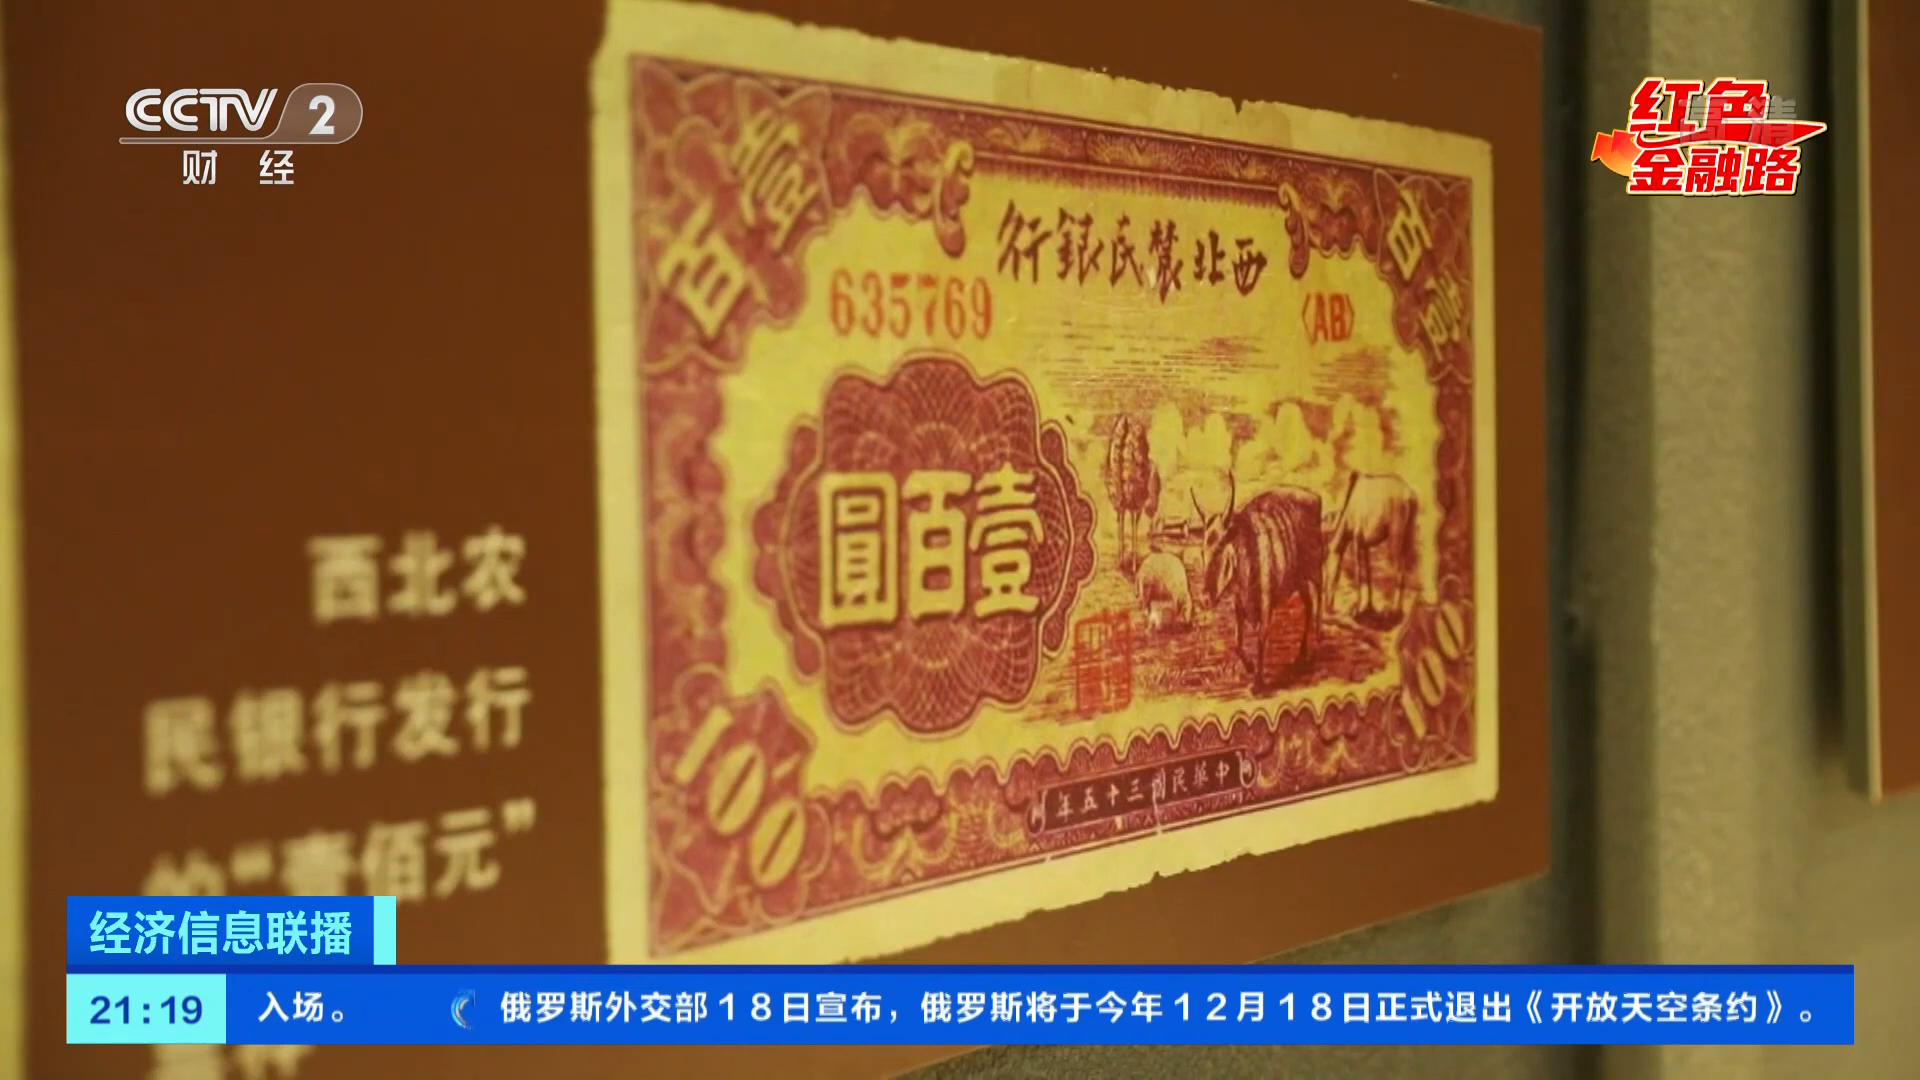 CCTV 2
财 经
红色
高清
金融路
壹百
百壹
行銀民農北西
635769
(AB)
圓百壹
100
100
年五十三國民華中
西北农
民银行发行
的“壹佰元”
经济信息联播
21:19
入场。
俄罗斯外交部18日宣布，俄罗斯将于今年12月18日正式退出《开放天空条约》。